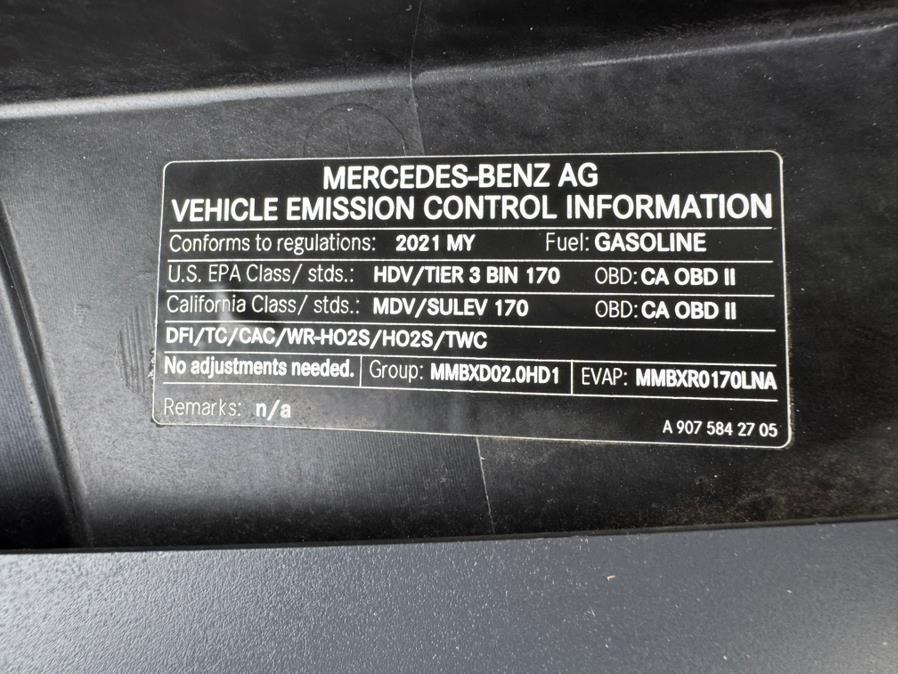 MERCEDES-BENZ AG
VEHICLE EMISSION CONTROL INFORMATION
Conforms to regulations: 2021 MY Fuel: GASOLINE
U.S. EPA Class/ stds.: HDV/TIER 3 BIN 170 OBD: CA OBD II
California Class/ stds.: MDV/SULEV 170 OBD: CA OBD II
DFI/TC/CAC/WR-HO2S/HO2S/TWC
No adjustments needed. Group: MMBXD02.0HD1 EVAP: MMBXR0170LNA
Remarks: n/a
A 907 584 27 05